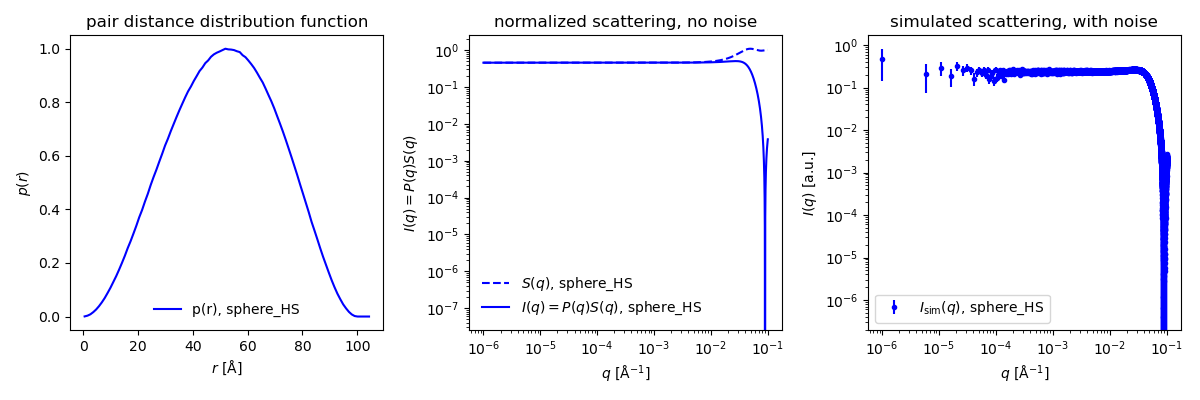 pair distance distribution function
p(r)
1.0
0.8
0.6
0.4
0.2
0.0
p(r), sphere_HS
0 20 40 60 80 100
r [Å]
normalized scattering, no noise
I(q) = P(q)S(q)
10⁰
10⁻¹
10⁻²
10⁻³
10⁻⁴
10⁻⁵
10⁻⁶
10⁻⁷
S(q), sphere_HS
I(q) = P(q)S(q), sphere_HS
10⁻⁶ 10⁻⁵ 10⁻⁴ 10⁻³ 10⁻² 10⁻¹
q [Å⁻¹]
simulated scattering, with noise
I(q) [a.u.]
10⁰
10⁻¹
10⁻²
10⁻³
10⁻⁴
10⁻⁵
10⁻⁶
I_sim(q), sphere_HS
10⁻⁶ 10⁻⁵ 10⁻⁴ 10⁻³ 10⁻² 10⁻¹
q [Å⁻¹]